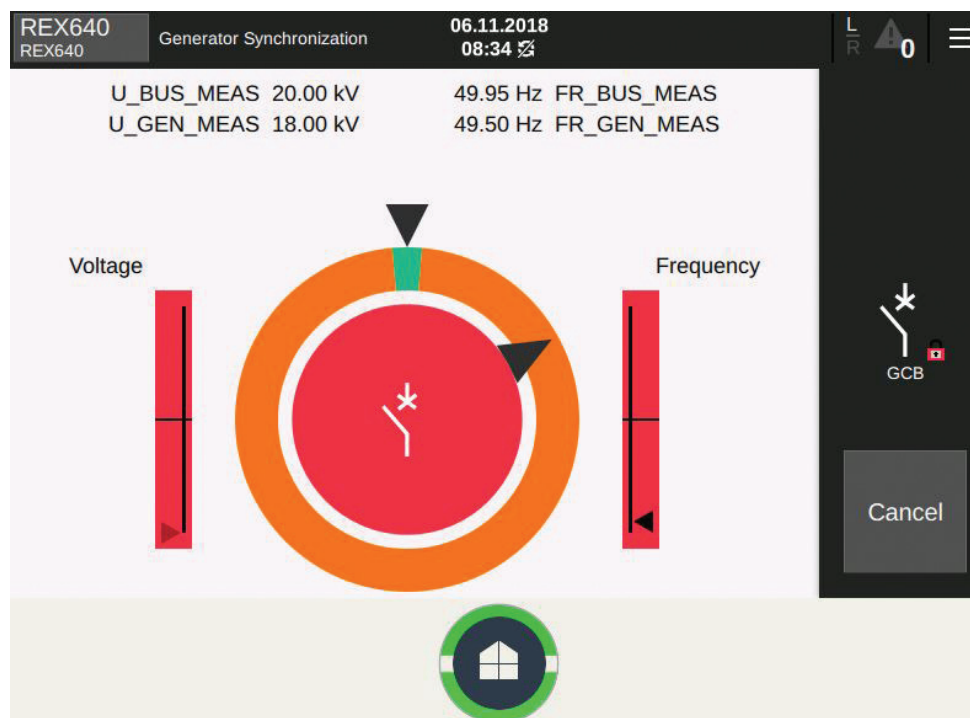 REX640
REX640
Generator Synchronization
06.11.2018
08:34
L
R
0
U_BUS_MEAS 20.00 kV 49.95 Hz FR_BUS_MEAS
U_GEN_MEAS 18.00 kV 49.50 Hz FR_GEN_MEAS
Voltage
Frequency
GCB
Cancel